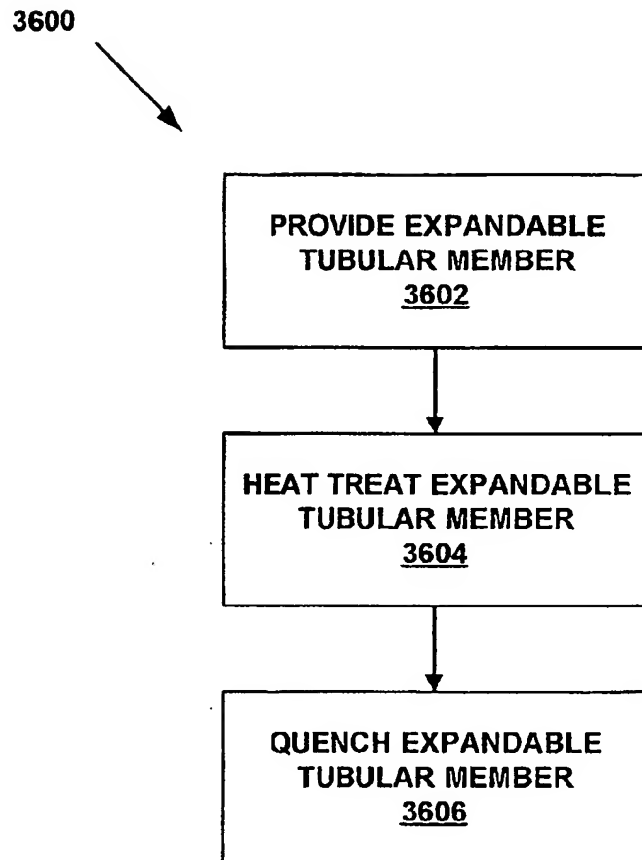 3600
PROVIDE EXPANDABLE
TUBULAR MEMBER
3602
HEAT TREAT EXPANDABLE
TUBULAR MEMBER
3604
QUENCH EXPANDABLE
TUBULAR MEMBER
3606